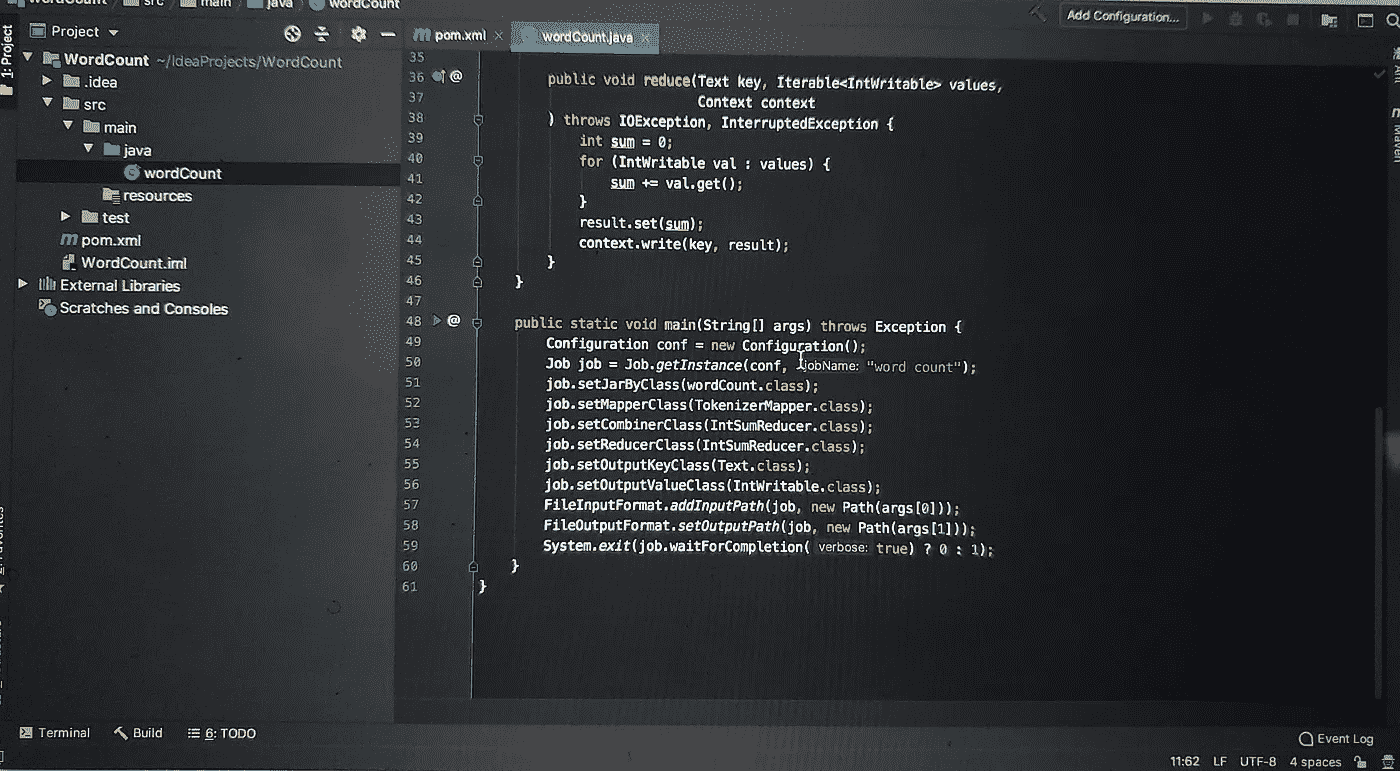 WordCount src main java wordCount
Add Configuration...
1: Project
Project
pom.xml
wordCount.java
WordCount ~/IdeaProjects/WordCount
.idea
src
main
java
wordCount
resources
test
pom.xml
WordCount.iml
External Libraries
Scratches and Consoles
35
36 @ public void reduce(Text key, Iterable<IntWritable> values,
37 Context context
38 ) throws IOException, InterruptedException {
39 int sum = 0;
40 for (IntWritable val : values) {
41 sum += val.get();
42 }
43 result.set(sum);
44 context.write(key, result);
45 }
46 }
47
48 @ public static void main(String[] args) throws Exception {
49 Configuration conf = new Configuration();
50 Job job = Job.getInstance(conf, jobName: "word count");
51 job.setJarByClass(wordCount.class);
52 job.setMapperClass(TokenizerMapper.class);
53 job.setCombinerClass(IntSumReducer.class);
54 job.setReducerClass(IntSumReducer.class);
55 job.setOutputKeyClass(Text.class);
56 job.setOutputValueClass(IntWritable.class);
57 FileInputFormat.addInputPath(job, new Path(args[0]));
58 FileOutputFormat.setOutputPath(job, new Path(args[1]));
59 System.exit(job.waitForCompletion( verbose: true) ? 0 : 1);
60 }
61 }
Terminal
Build
6: TODO
Event Log
11:62 LF UTF-8 4 spaces